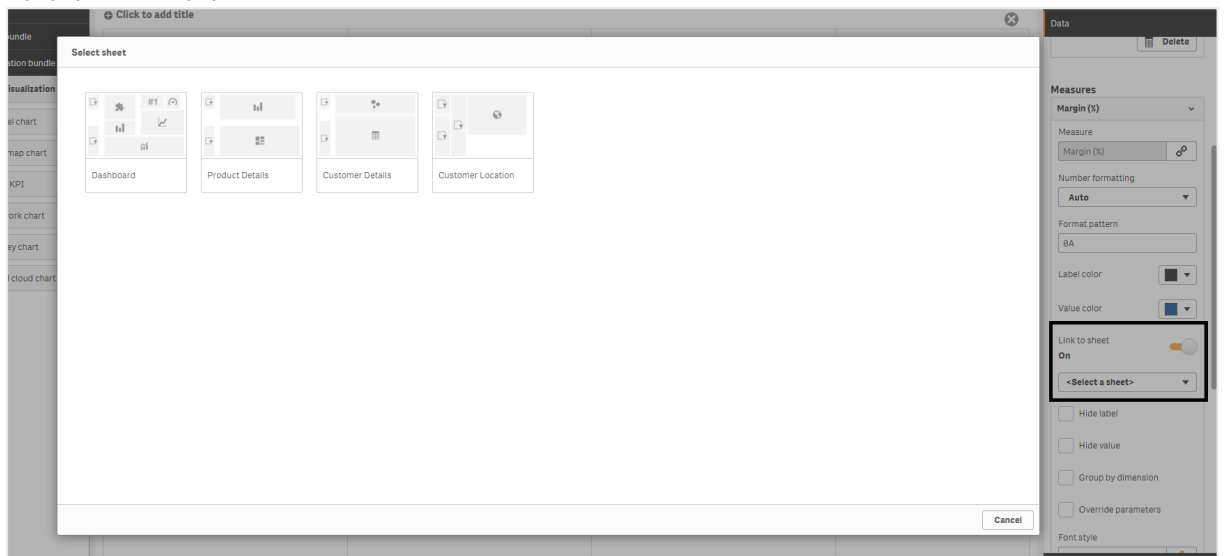 Click to add title
Data
undle
ation bundle
isualization
el chart
map chart
KPI
ork chart
ey chart
l cloud chart
Select sheet
#1
Dashboard
Product Details
Customer Details
Customer Location
Cancel
Delete
Measures
Margin (%)
Measure
Margin (%)
Number formatting
Auto
Format pattern
0A
Label color
Value color
Link to sheet
On
<Select a sheet>
Hide label
Hide value
Group by dimension
Override parameters
Font style